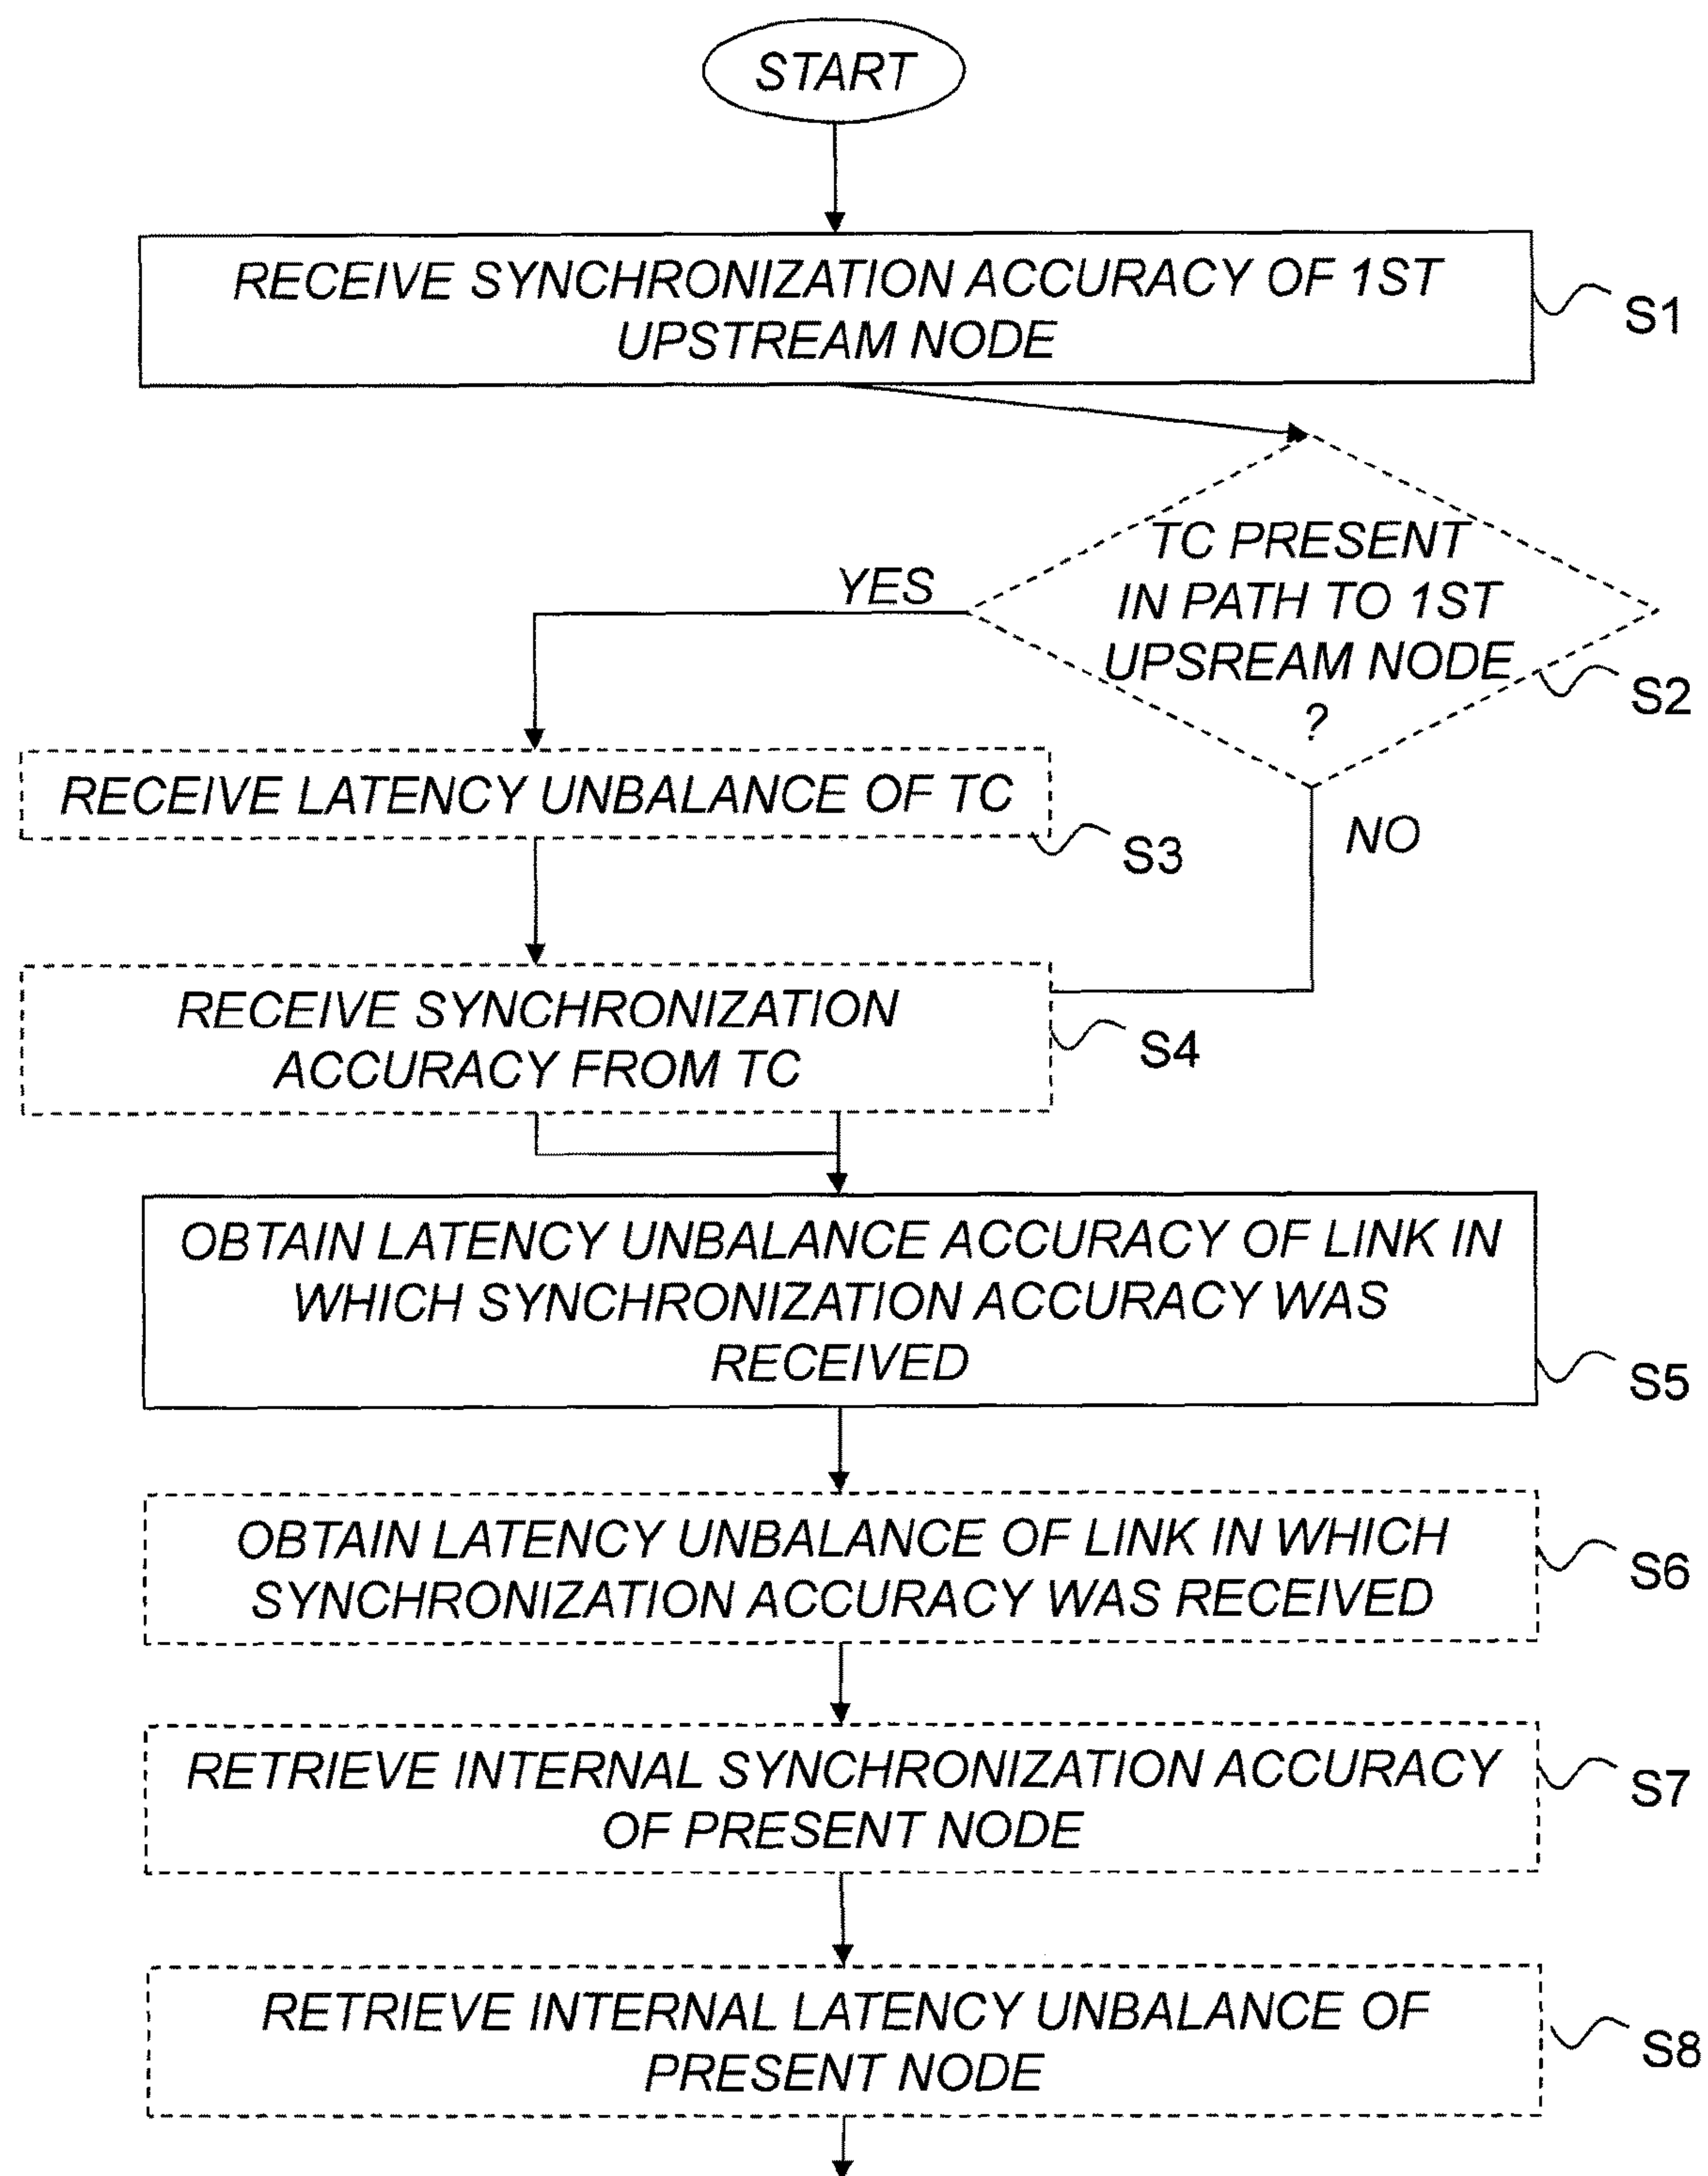 START
RECEIVE SYNCHRONIZATION ACCURACY OF 1ST
UPSTREAM NODE
S1
TC PRESENT
IN PATH TO 1ST
UPSREAM NODE
?
S2
YES
NO
RECEIVE LATENCY UNBALANCE OF TC
S3
RECEIVE SYNCHRONIZATION
ACCURACY FROM TC
S4
OBTAIN LATENCY UNBALANCE ACCURACY OF LINK IN
WHICH SYNCHRONIZATION ACCURACY WAS
RECEIVED
S5
OBTAIN LATENCY UNBALANCE OF LINK IN WHICH
SYNCHRONIZATION ACCURACY WAS RECEIVED
S6
RETRIEVE INTERNAL SYNCHRONIZATION ACCURACY
OF PRESENT NODE
S7
RETRIEVE INTERNAL LATENCY UNBALANCE OF
PRESENT NODE
S8